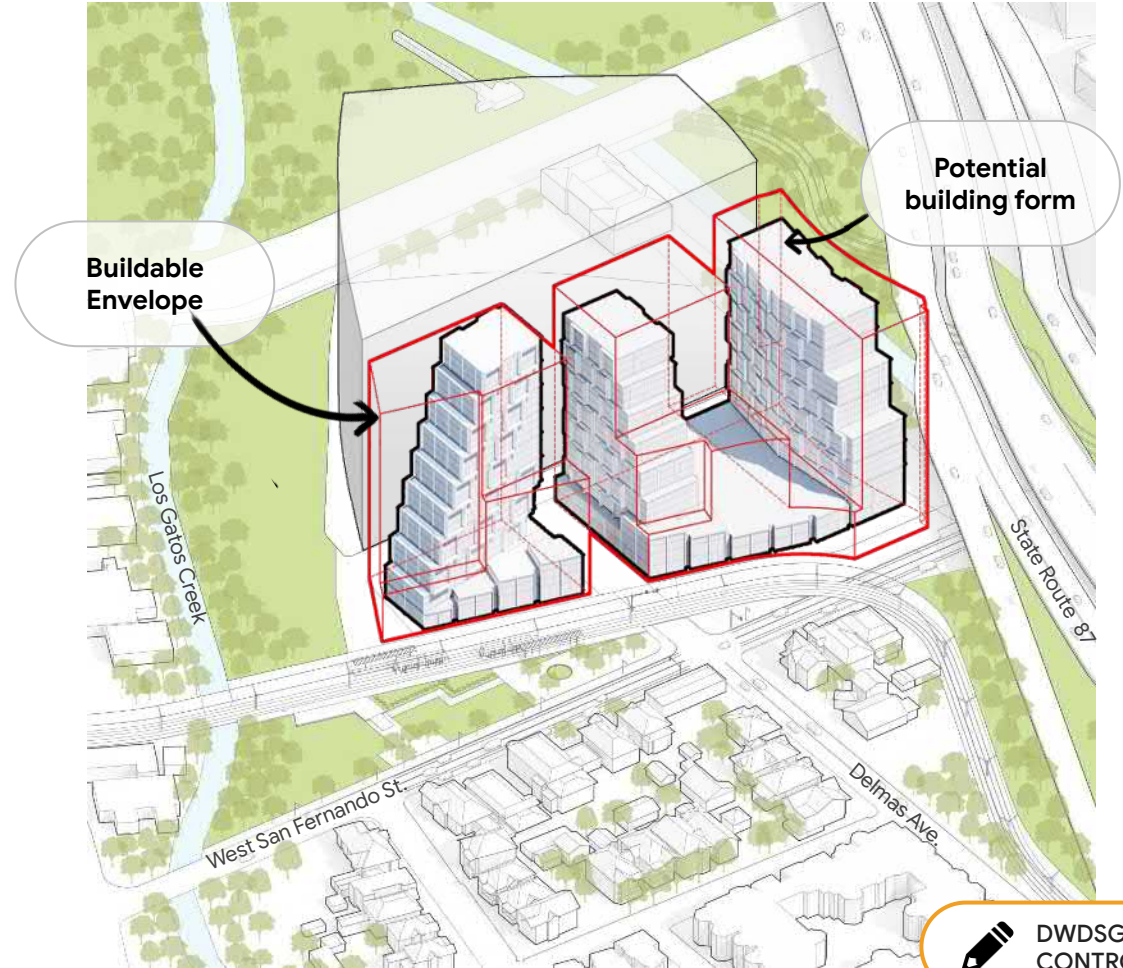 Potential
building form
Buildable
Envelope
Los Gatos Creek
State Route 87
West San Fernando St.
Delmas Ave.
DWDSG